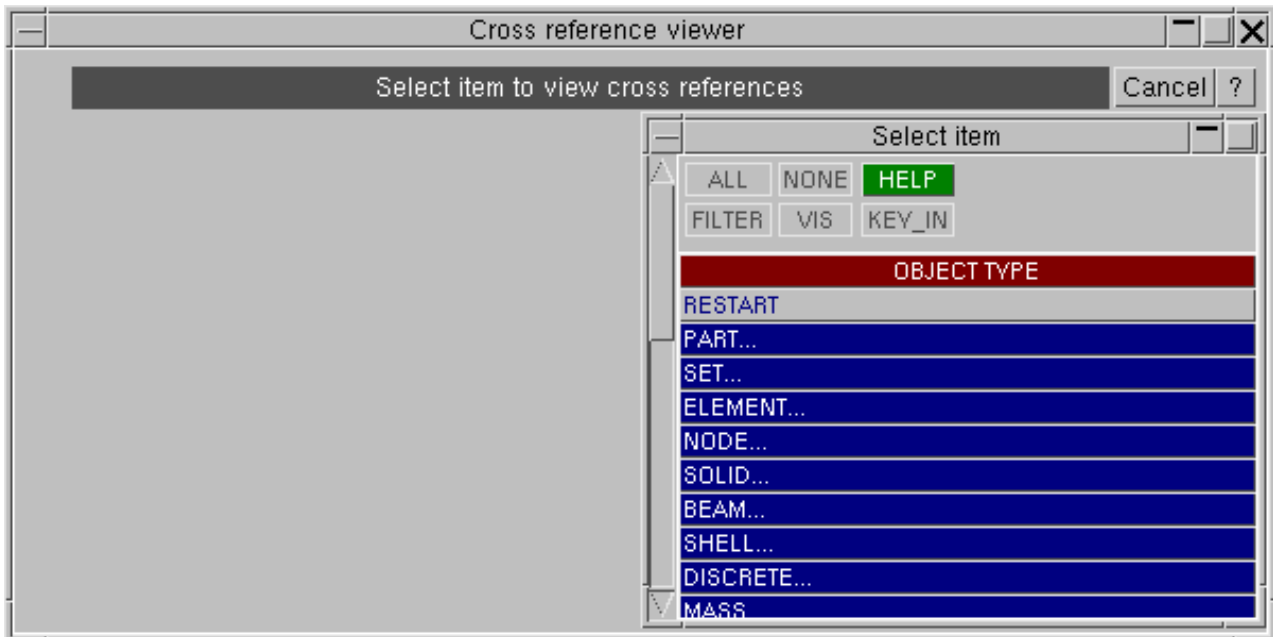 Cross reference viewer
Select item to view cross references
Cancel ?
Select item
ALL NONE HELP
FILTER VIS KEY_IN
OBJECT TYPE
RESTART
PART...
SET...
ELEMENT...
NODE...
SOLID...
BEAM...
SHELL...
DISCRETE...
MASS